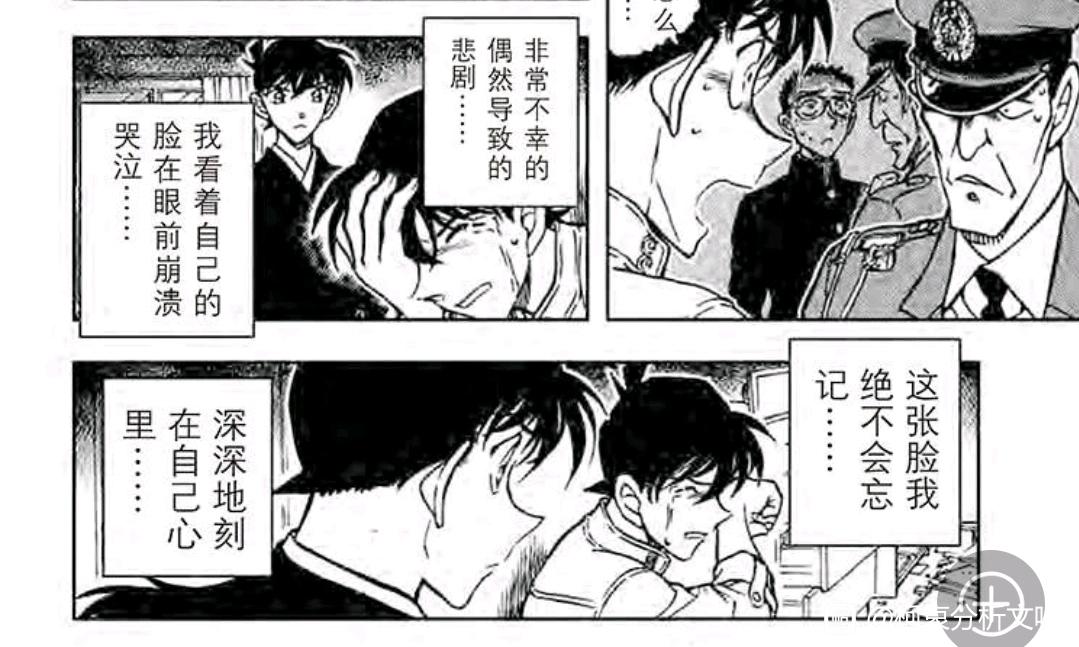 么
……
非常不幸的
偶然导致的
悲剧……
我看着自己的
脸在眼前崩溃
哭泣……
这张脸我
绝不会忘
记……
深深地刻
在自己心
里……